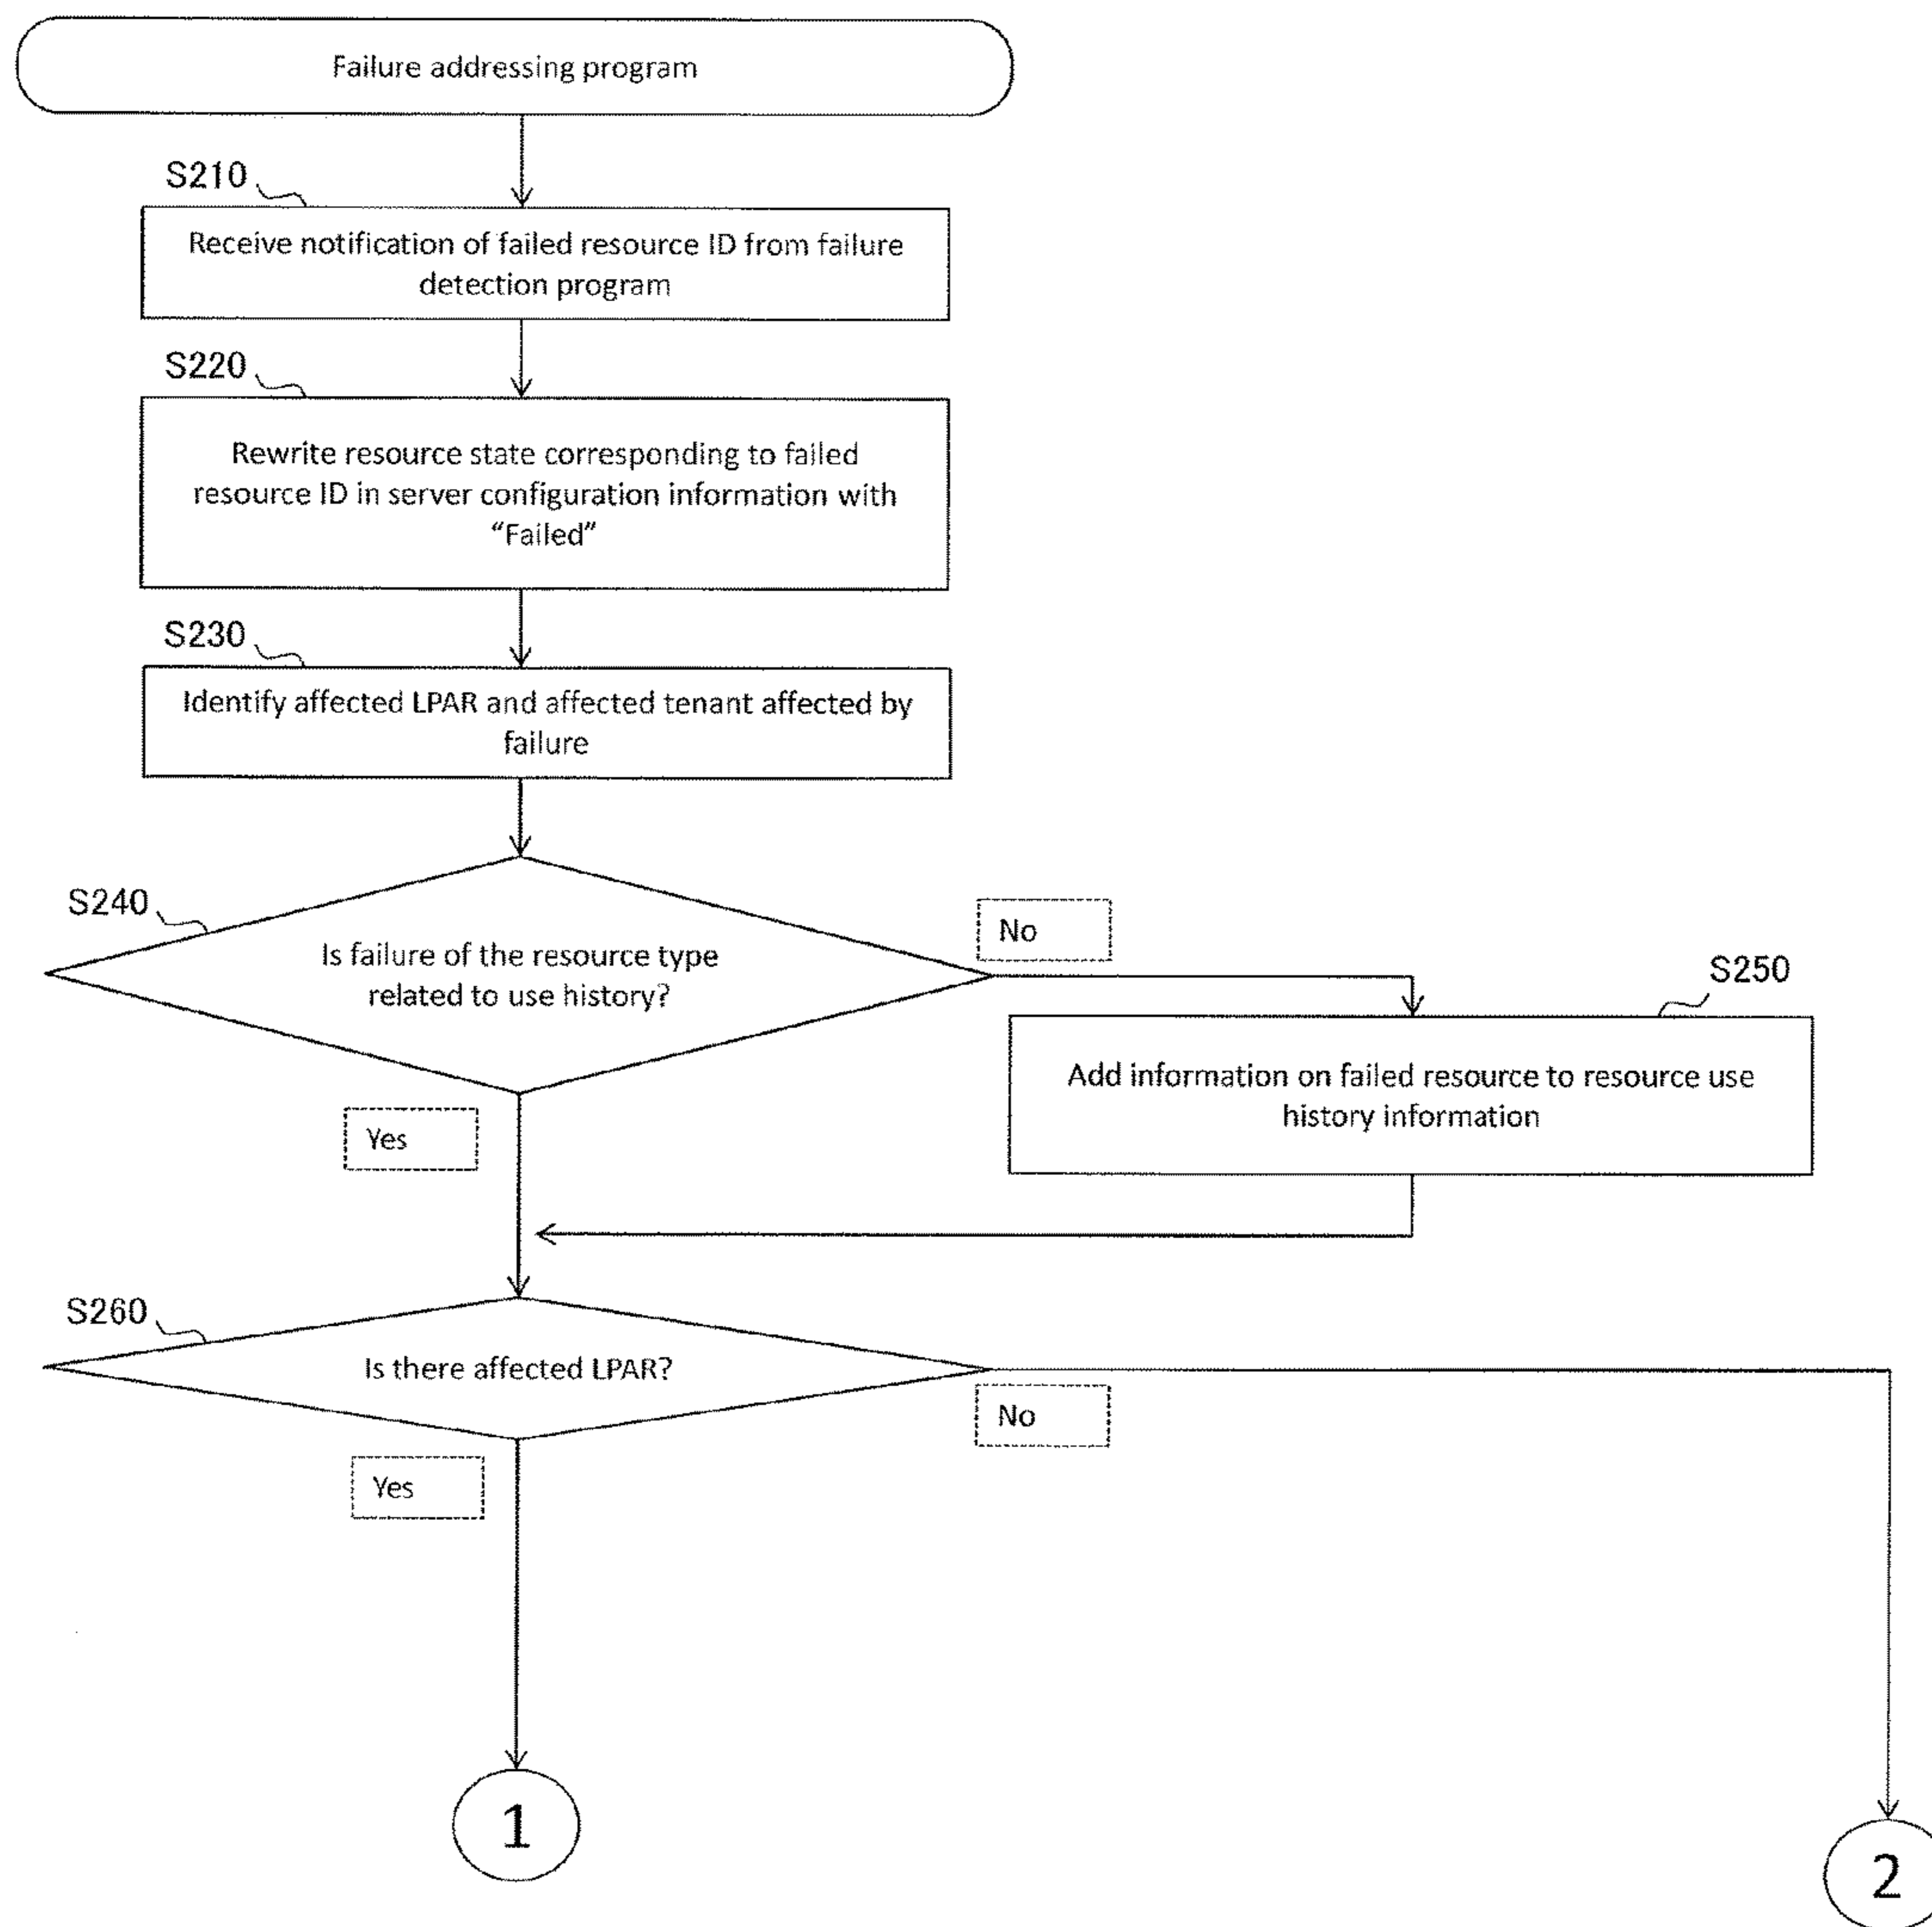 Failure addressing program
S210
Receive notification of failed resource ID from failure
detection program
S220
Rewrite resource state corresponding to failed
resource ID in server configuration information with
“Failed”
S230
Identify affected LPAR and affected tenant affected by
failure
S240
Is failure of the resource type
related to use history?
No
S250
Add information on failed resource to resource use
history information
Yes
S260
Is there affected LPAR?
No
Yes
1
2